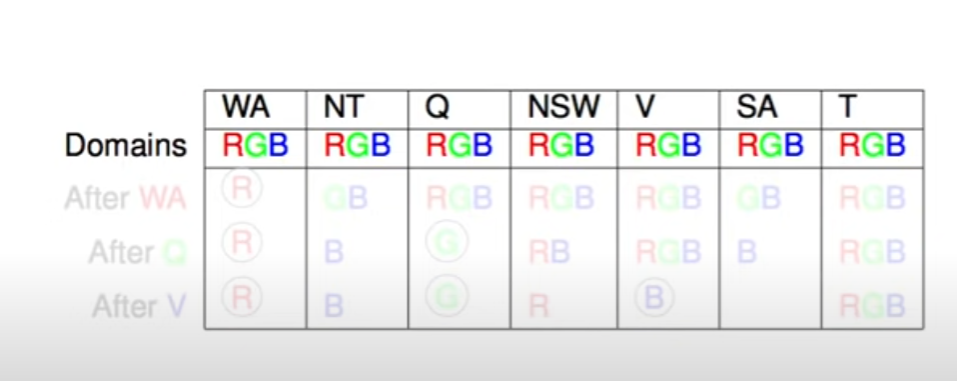 WA NT Q NSW V SA T
Domains RGB RGB RGB RGB RGB RGB RGB
After WA R GB RGB RGB RGB GB RGB
After Q R B G RB RGB B RGB
After V R B G R B RGB